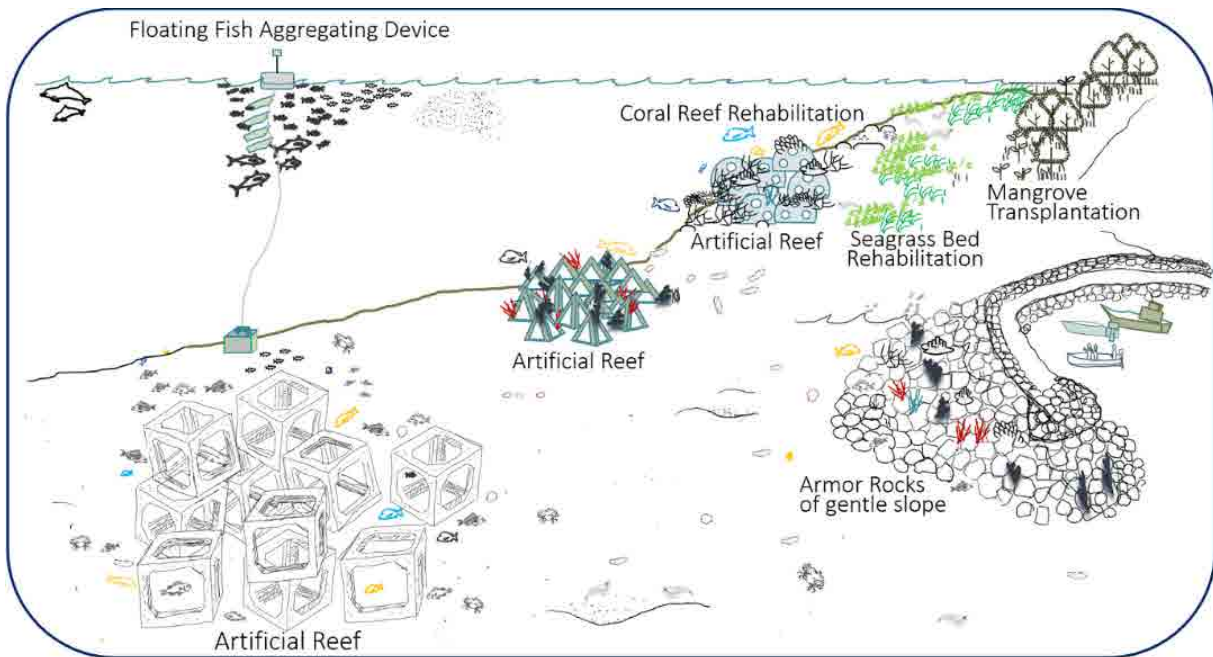 Floating Fish Aggregating Device
Coral Reef Rehabilitation
Mangrove
Transplantation
Artificial Reef
Seagrass Bed
Rehabilitation
Artificial Reef
Armor Rocks
of gentle slope
Artificial Reef